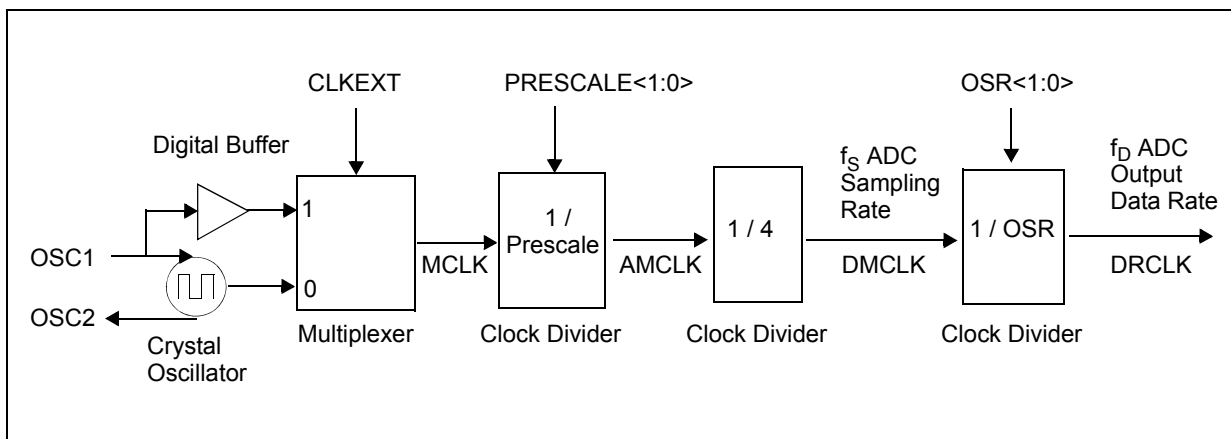 CLKEXT
PRESCALE<1:0>
OSR<1:0>
Digital Buffer
f_S ADC
Sampling
Rate
f_D ADC
Output
Data Rate
1
1 /
Prescale
1 / 4
1 / OSR
OSC1
MCLK
AMCLK
DMCLK
DRCLK
0
OSC2
Multiplexer
Clock Divider
Clock Divider
Clock Divider
Crystal
Oscillator